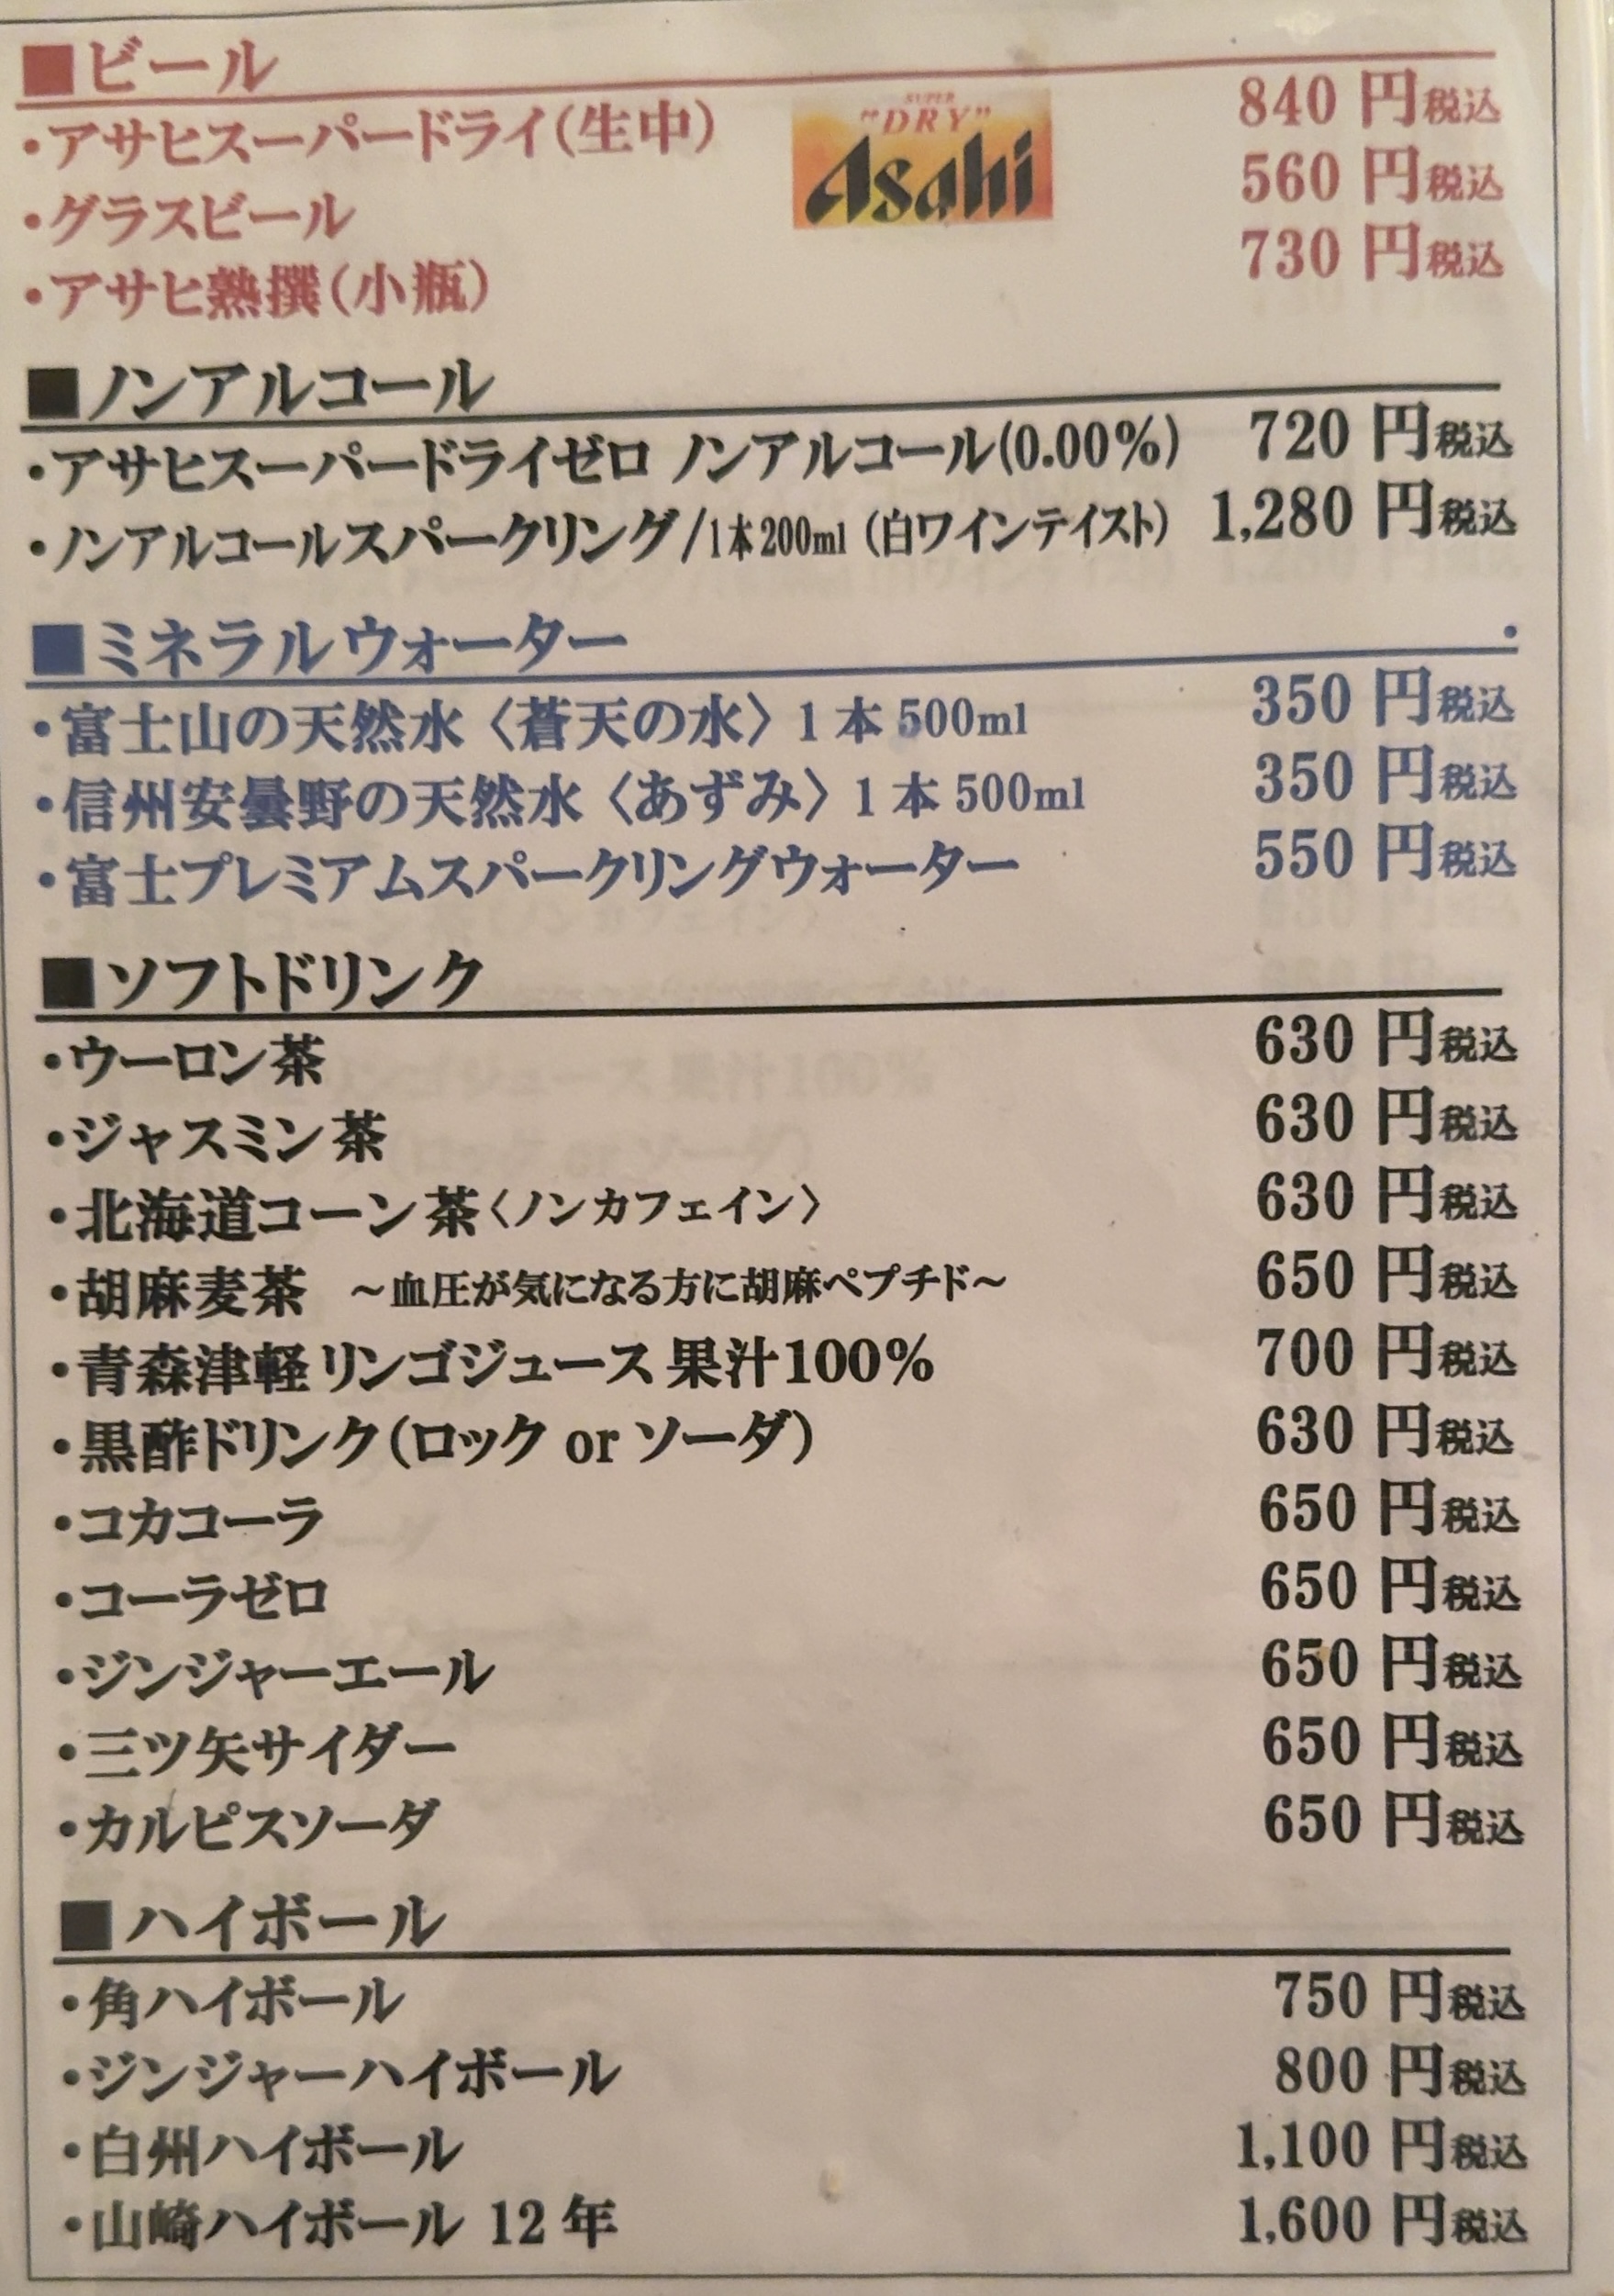 ■ビール
・アサヒスーパードライ(生中) 840 円税込
SUPER
"DRY"
Asahi
・グラスビール 560 円税込
・アサヒ熟撰(小瓶) 730 円税込
■ノンアルコール
・アサヒスーパードライゼロ ノンアルコール(0.00%) 720 円税込
・ノンアルコールスパークリング/1本200ml (白ワインテイスト) 1,280 円税込
■ミネラルウォーター
・富士山の天然水〈蒼天の水〉1 本 500ml 350 円税込
・信州安曇野の天然水〈あずみ〉1 本 500ml 350 円税込
・富士プレミアムスパークリングウォーター 550 円税込
■ソフトドリンク
・ウーロン茶 630 円税込
・ジャスミン茶 630 円税込
・北海道コーン茶〈ノンカフェイン〉 630 円税込
・胡麻麦茶 ~血圧が気になる方に胡麻ペプチド~ 650 円税込
・青森津軽リンゴジュース 果汁100% 700 円税込
・黒酢ドリンク(ロック or ソーダ) 630 円税込
・コカコーラ 650 円税込
・コーラゼロ 650 円税込
・ジンジャーエール 650 円税込
・三ツ矢サイダー 650 円税込
・カルピスソーダ 650 円税込
■ハイボール
・角ハイボール 750 円税込
・ジンジャーハイボール 800 円税込
・白州ハイボール 1,100 円税込
・山崎ハイボール 12 年 1,600 円税込